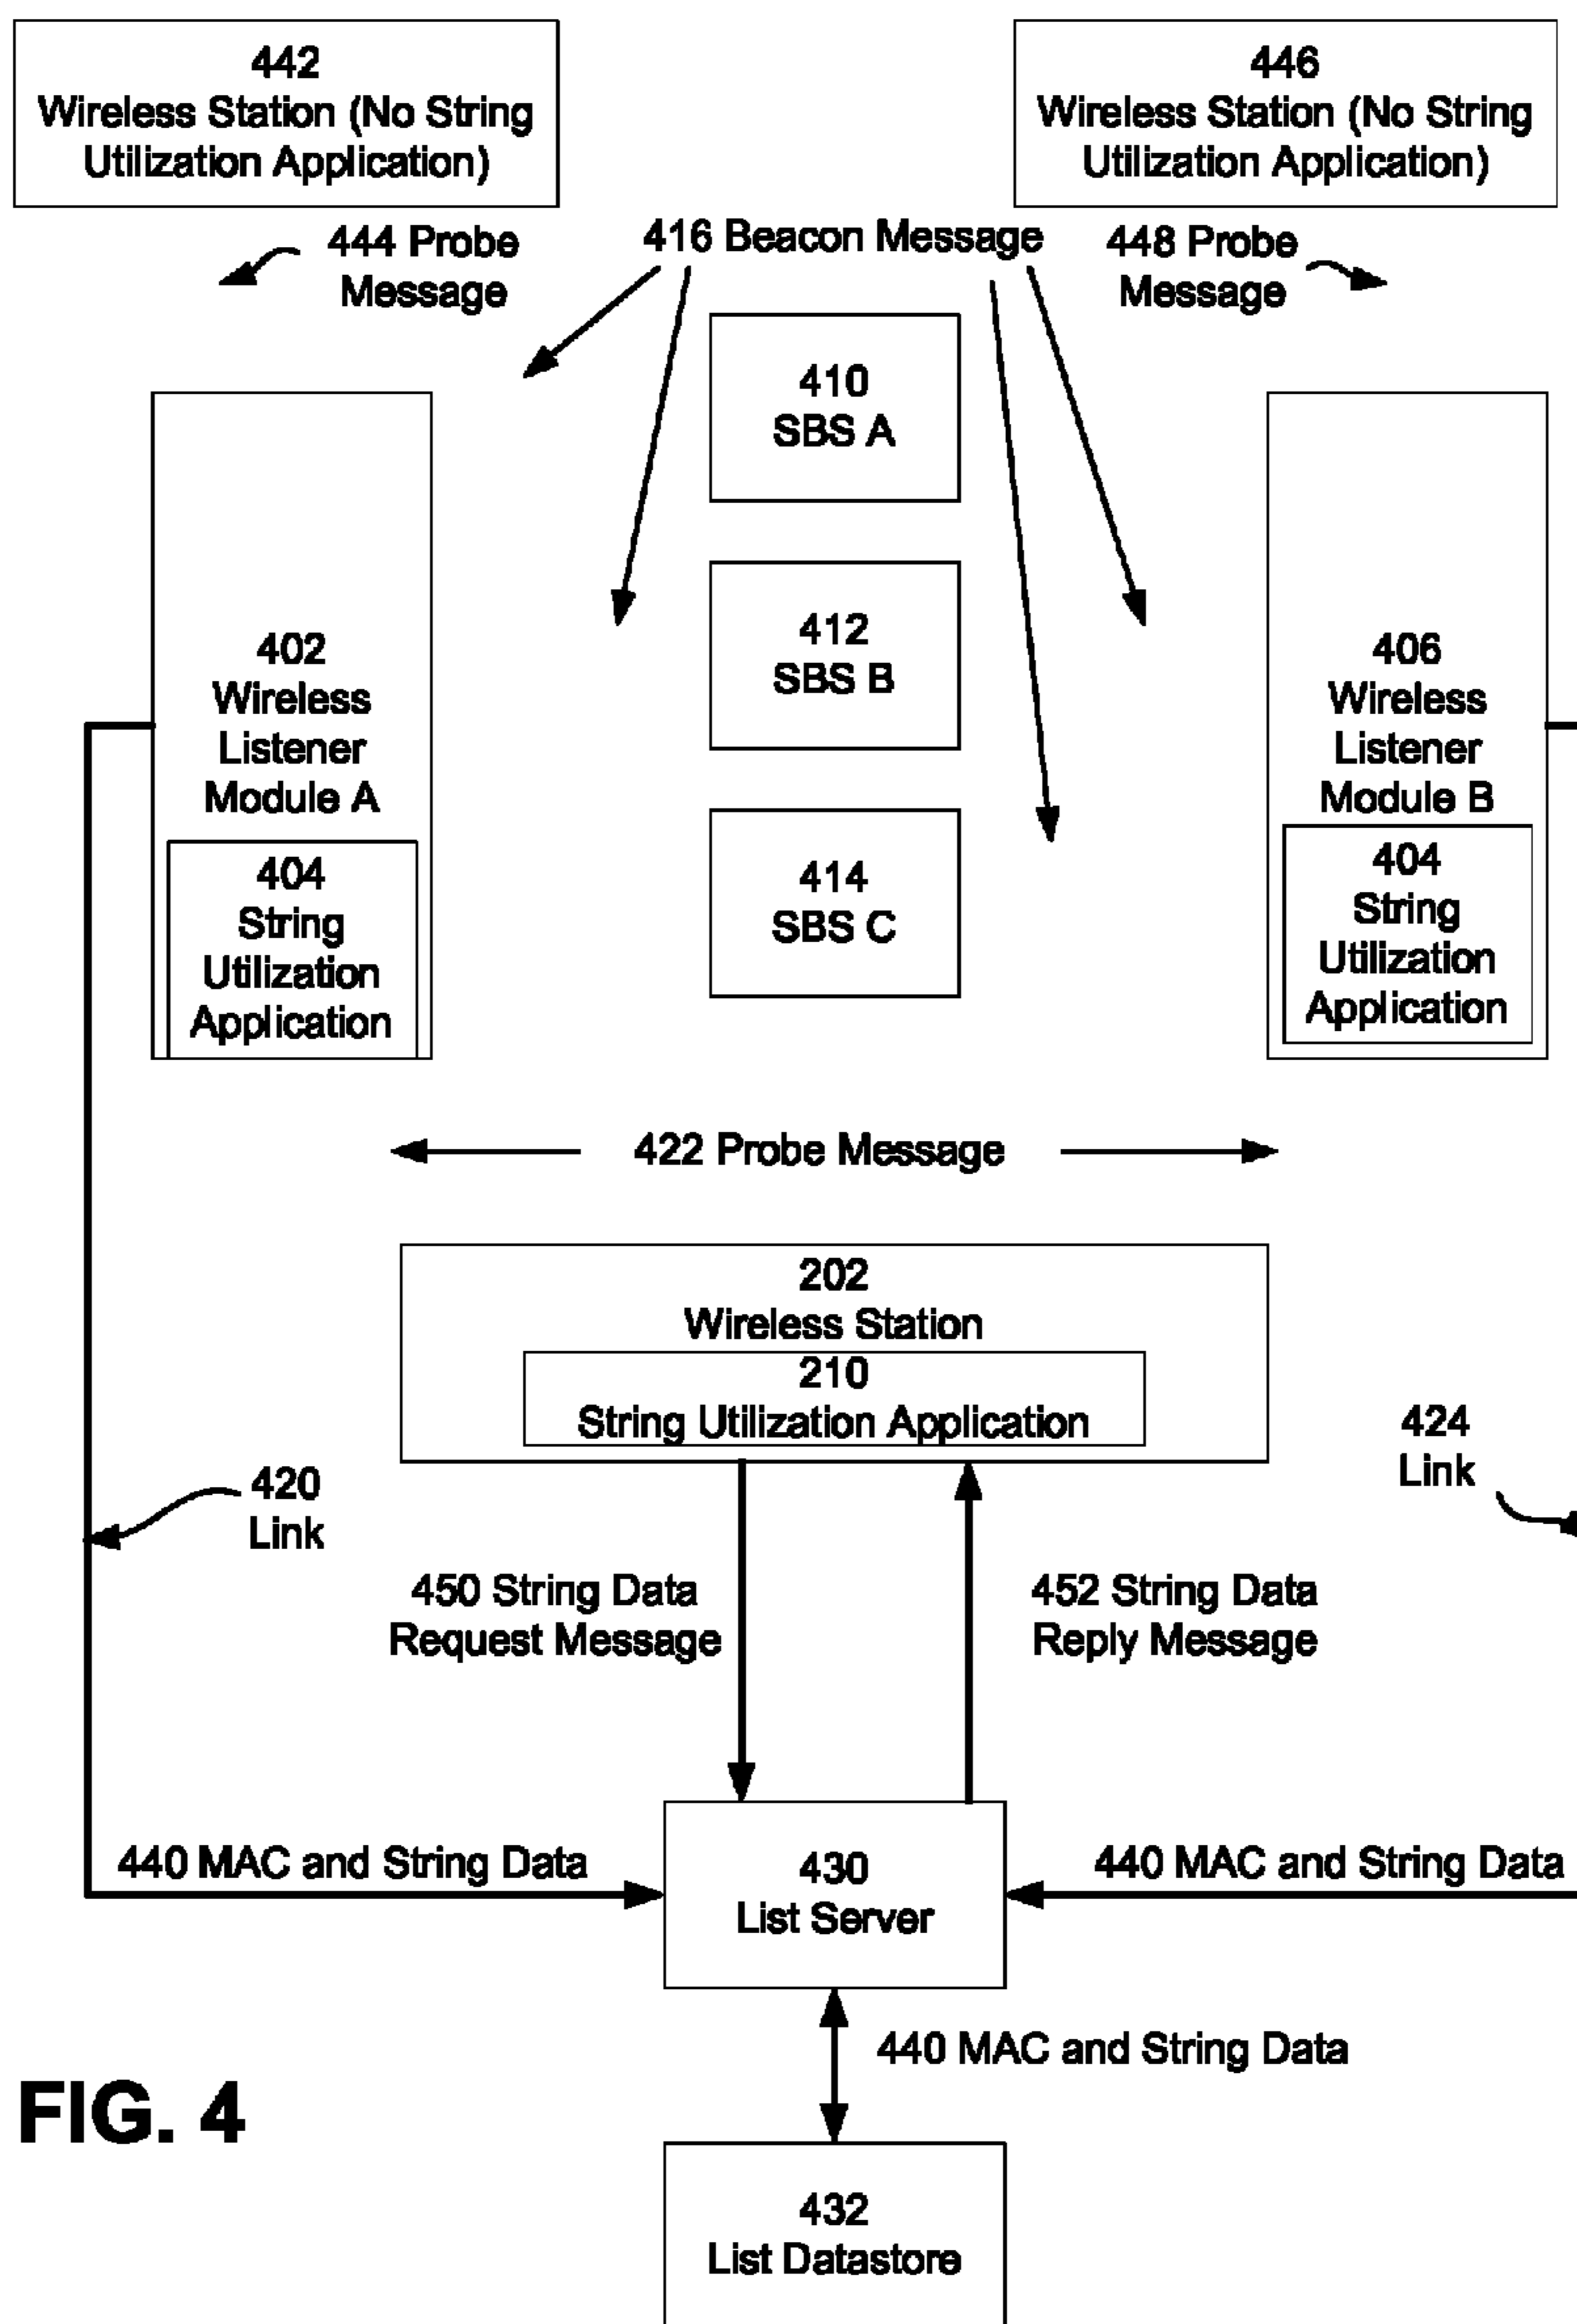 442
Wireless Station (No String
Utilization Application)
446
Wireless Station (No String
Utilization Application)
444 Probe
Message
416 Beacon Message
448 Probe
Message
410
SBS A
412
SBS B
414
SBS C
402
Wireless
Listener
Module A
404
String
Utilization
Application
406
Wireless
Listener
Module B
404
String
Utilization
Application
422 Probe Message
202
Wireless Station
210
String Utilization Application
420
Link
424
Link
450 String Data
Request Message
452 String Data
Reply Message
440 MAC and String Data
430
List Server
440 MAC and String Data
440 MAC and String Data
FIG. 4
432
List Datastore